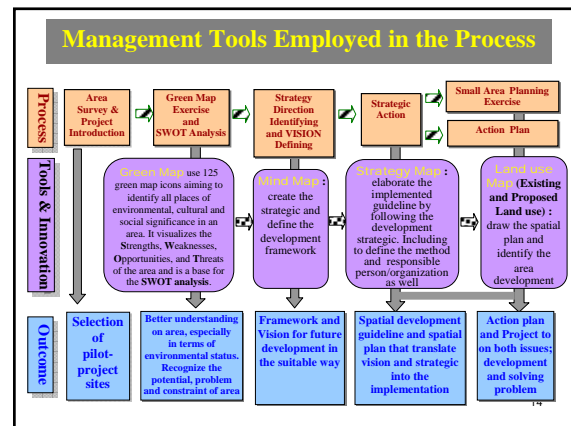 Management Tools Employed in the Process
Process
Area
Survey &
Project
Introduction
Green Map
Exercise
and
SWOT Analysis
Strategy
Direction
Identifying
and VISION
Defining
Strategic
Action
Small Area Planning
Exercise
Action Plan
Tools & Innovation
Green Map use 125
green map icons aiming to
identify all places of
environmental, cultural and
social significance in an
area. It visualizes the
Strengths, Weaknesses,
Opportunities, and Threats
of the area and is a base for
the SWOT analysis.
Mind Map :
create the
strategic and
define the
development
framework
Strategy Map :
elaborate the
implemented
guideline by
following the
development
strategic. Including
to define the method
and responsible
person/organization
as well
Land use
Map (Existing
and Proposed
Land use) :
draw the spatial
plan and
identify the
area
development
Outcome
Selection
of
pilot-
project
sites
Better understanding
on area, especially
in terms of
environmental status.
Recognize the
potential, problem
and constraint of area
Framework and
Vision for future
development in
the suitable way
Spatial development
guideline and spatial
plan that translate
vision and strategic
into the
implementation
Action plan
and Project to
on both issues;
development
and solving
problem
14